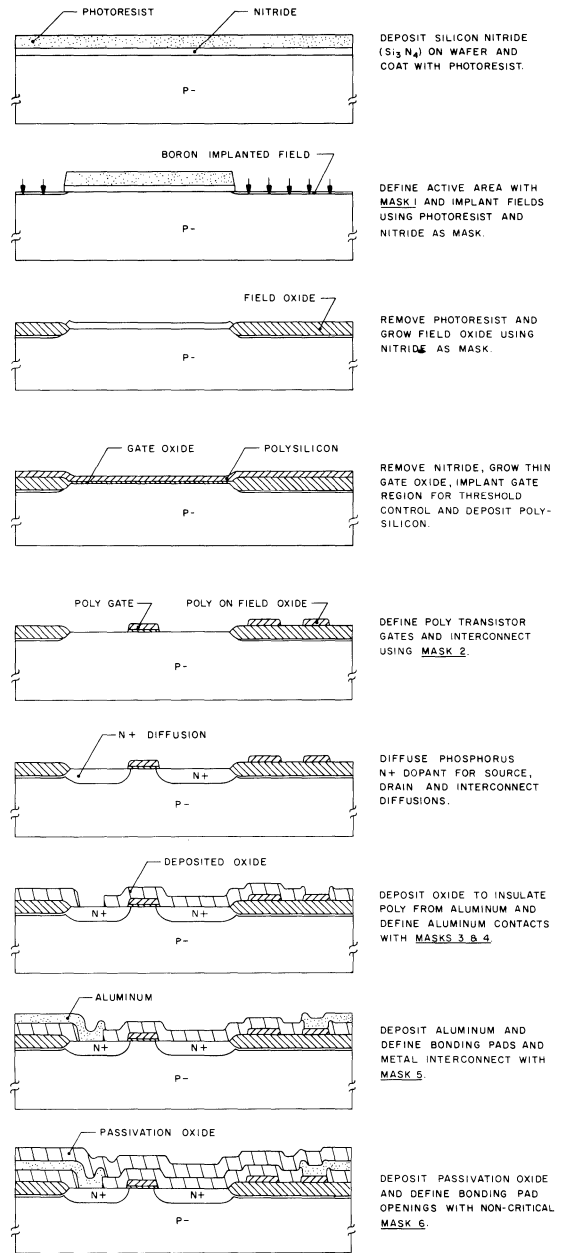 PHOTORESIST
NITRIDE
P-
DEPOSIT SILICON NITRIDE
(Si3 N4) ON WAFER AND
COAT WITH PHOTORESIST.
BORON IMPLANTED FIELD
P-
DEFINE ACTIVE AREA WITH
MASK I AND IMPLANT FIELDS
USING PHOTORESIST AND
NITRIDE AS MASK.
FIELD OXIDE
P-
REMOVE PHOTORESIST AND
GROW FIELD OXIDE USING
NITRIDE AS MASK.
GATE OXIDE
POLYSILICON
P-
REMOVE NITRIDE, GROW THIN
GATE OXIDE, IMPLANT GATE
REGION FOR THRESHOLD
CONTROL AND DEPOSIT POLY-
SILICON.
POLY GATE
POLY ON FIELD OXIDE
P-
DEFINE POLY TRANSISTOR
GATES AND INTERCONNECT
USING MASK 2.
N+ DIFFUSION
N+
P-
DIFFUSE PHOSPHORUS
N+ DOPANT FOR SOURCE,
DRAIN AND INTERCONNECT
DIFFUSIONS.
DEPOSITED OXIDE
N+
N+
P-
DEPOSIT OXIDE TO INSULATE
POLY FROM ALUMINUM AND
DEFINE ALUMINUM CONTACTS
WITH MASKS 3 & 4.
ALUMINUM
N+
N+
P-
DEPOSIT ALUMINUM AND
DEFINE BONDING PADS AND
METAL INTERCONNECT WITH
MASK 5.
PASSIVATION OXIDE
N+
N+
P-
DEPOSIT PASSIVATION OXIDE
AND DEFINE BONDING PAD
OPENINGS WITH NON-CRITICAL
MASK 6.